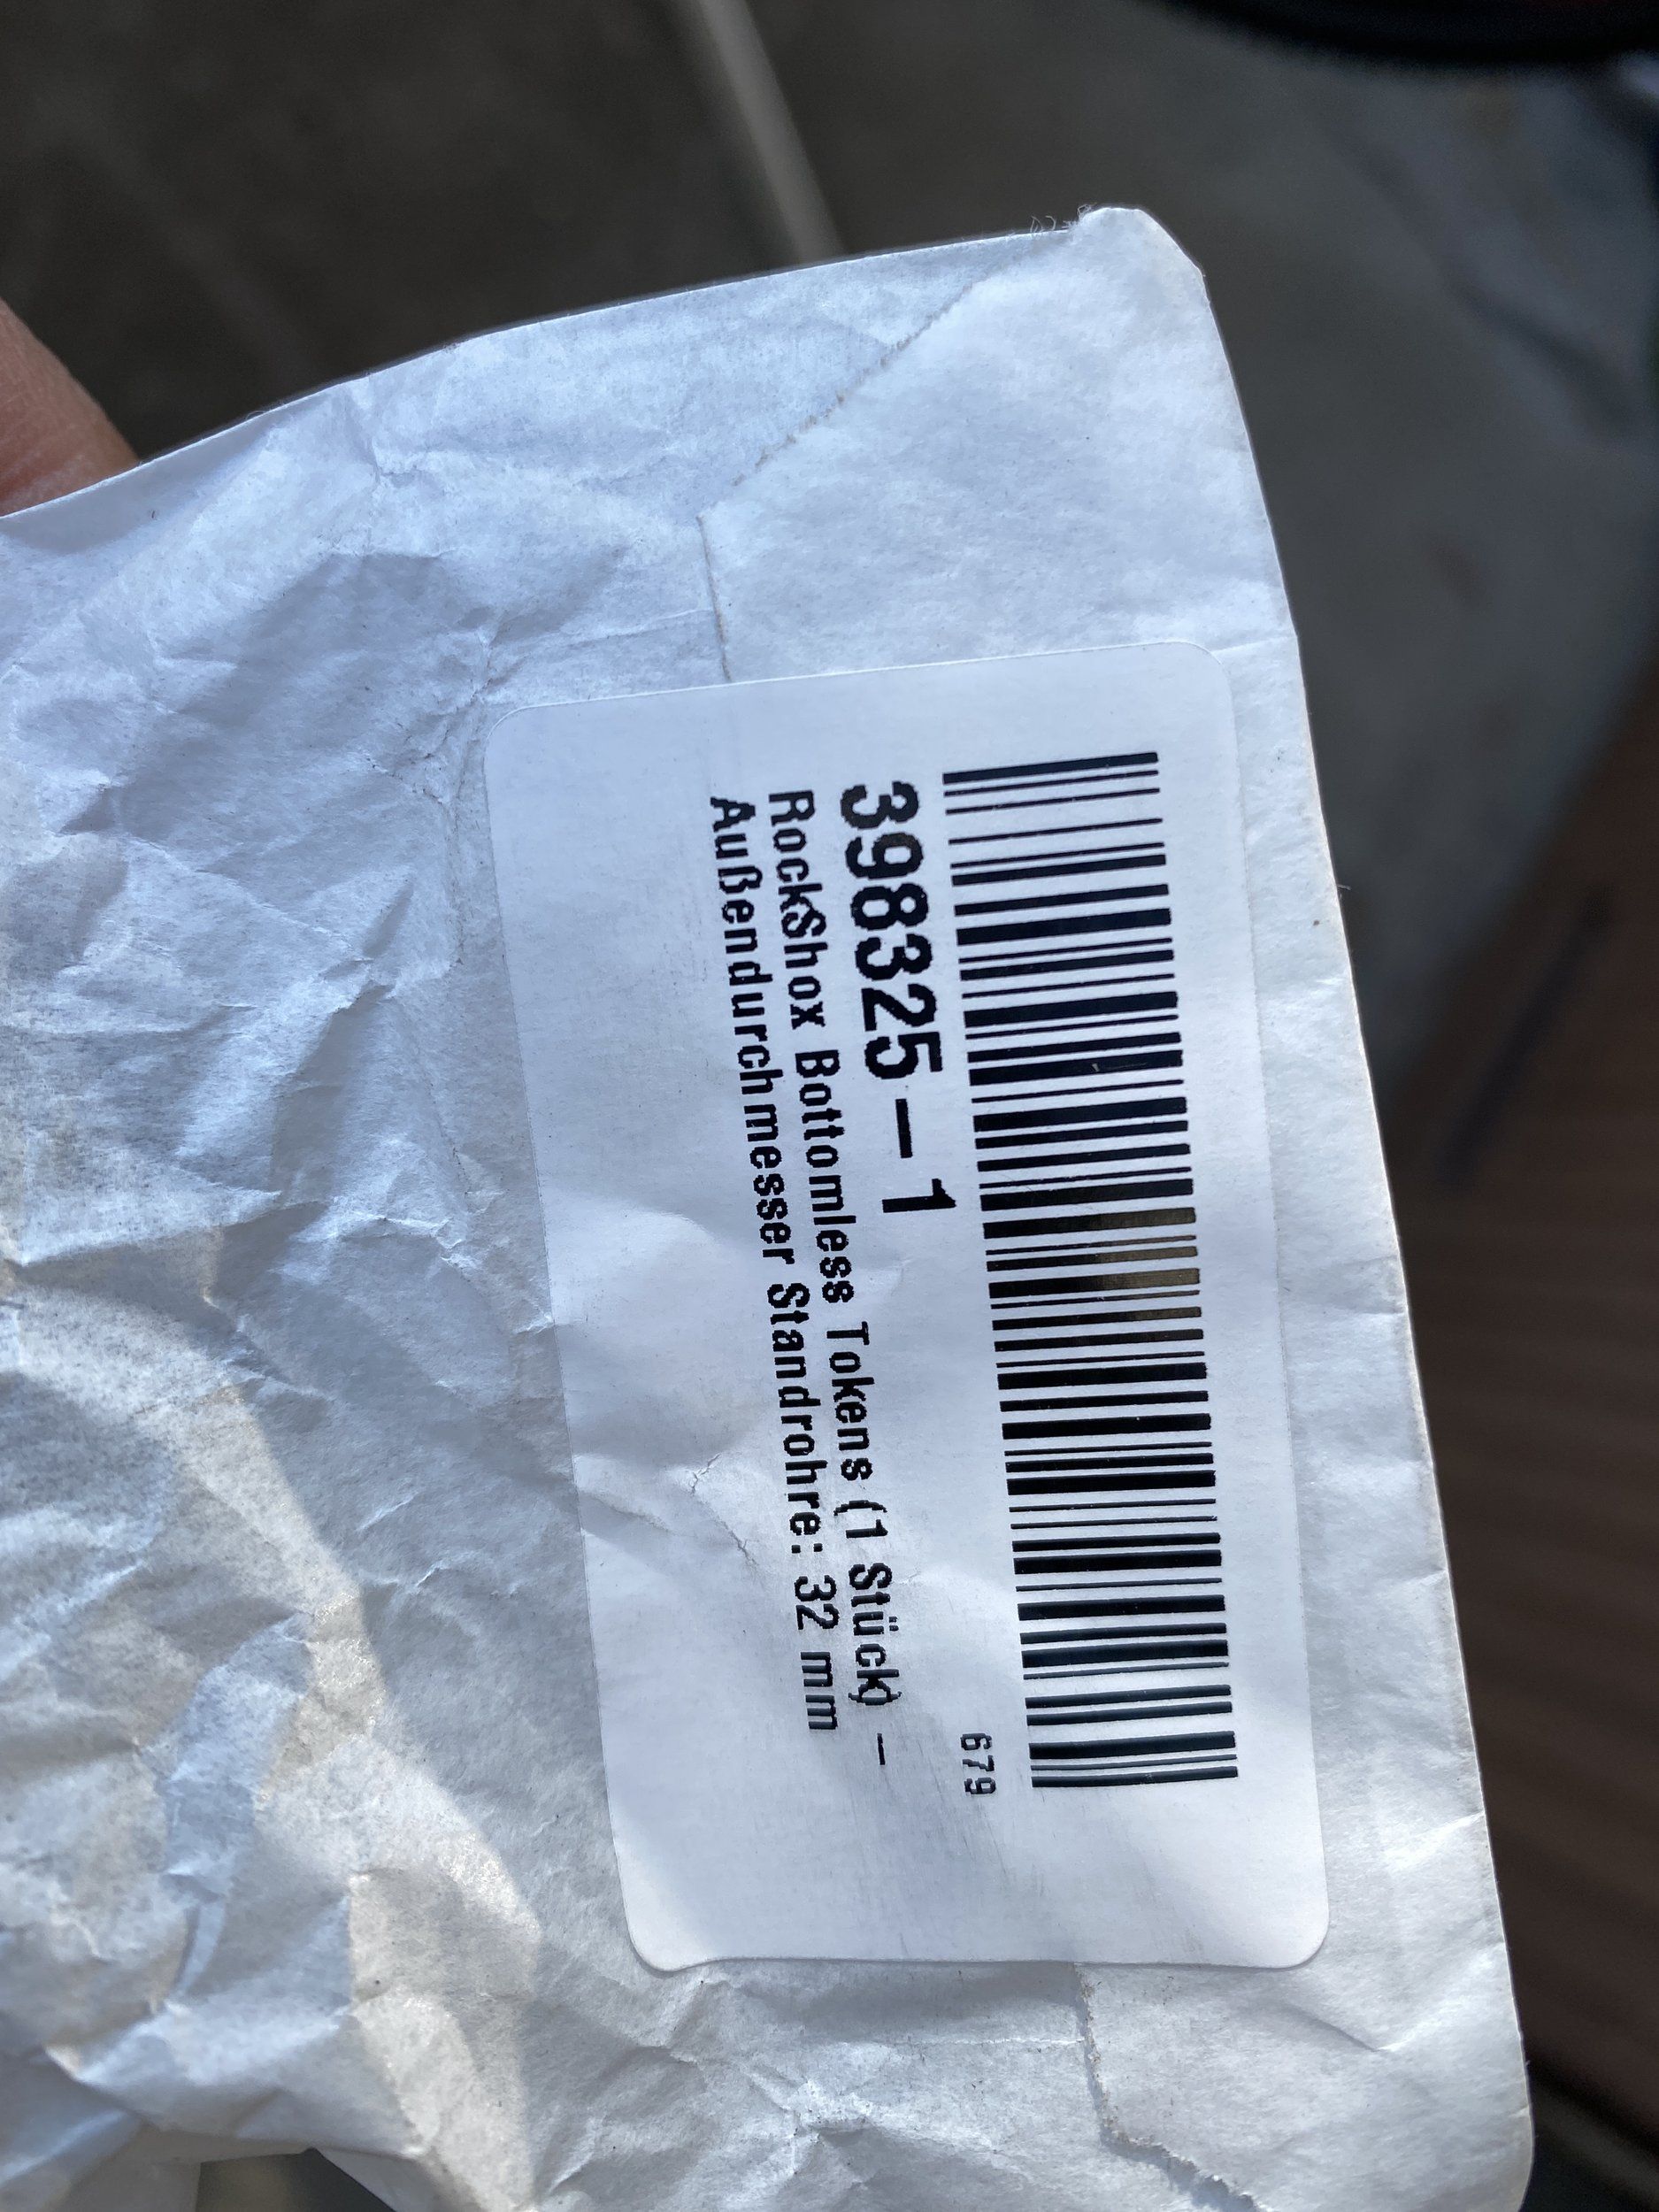 679
398325-1
RockShox Bottomless Tokens (1 Stück) -
Außendurchmesser Standrohre: 32 mm